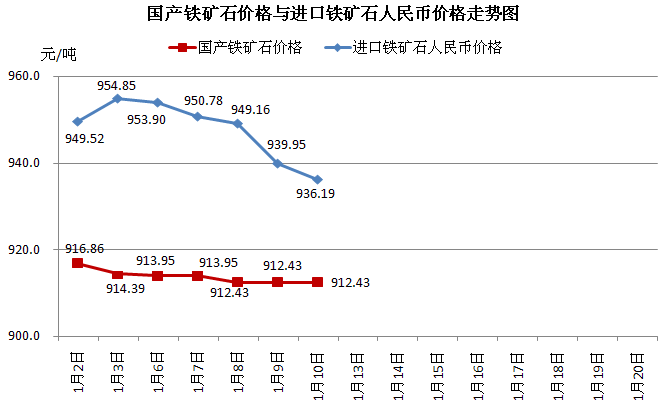 国产铁矿石价格与进口铁矿石人民币价格走势图
国产铁矿石价格 进口铁矿石人民币价格
元/吨
960.0
954.85
953.90
950.78
949.16
949.52
940.0
939.95
936.19
920.0
916.86
914.39
913.95
913.95
912.43
912.43
912.43
900.0
1月2日
1月3日
1月6日
1月7日
1月8日
1月9日
1月10日
1月13日
1月14日
1月15日
1月16日
1月17日
1月18日
1月19日
1月20日